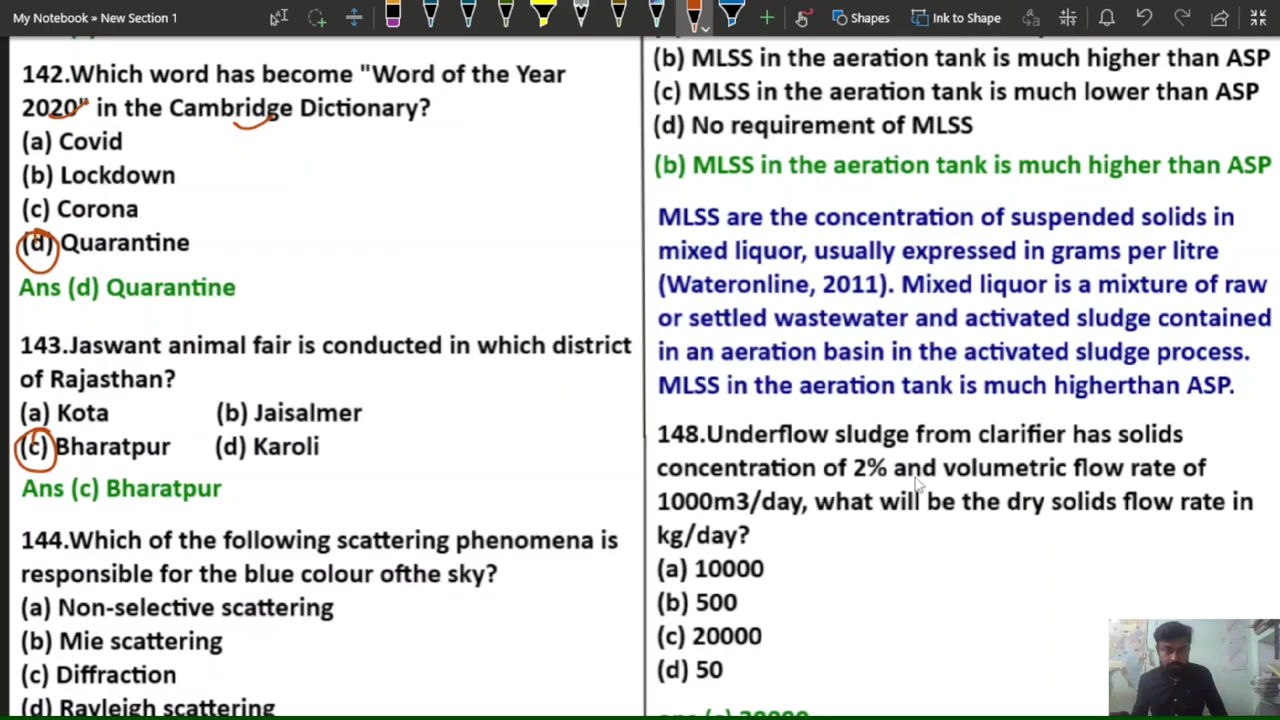 My Notebook » New Section 1
Shapes
Ink to Shape
142.Which word has become "Word of the Year
2020" in the Cambridge Dictionary?
(a) Covid
(b) Lockdown
(c) Corona
(d) Quarantine
Ans (d) Quarantine
143.Jaswant animal fair is conducted in which district
of Rajasthan?
(a) Kota (b) Jaisalmer
(c) Bharatpur (d) Karoli
Ans (c) Bharatpur
144.Which of the following scattering phenomena is
responsible for the blue colour ofthe sky?
(a) Non-selective scattering
(b) Mie scattering
(c) Diffraction
(d) Rayleigh scattering
(b) MLSS in the aeration tank is much higher than ASP
(c) MLSS in the aeration tank is much lower than ASP
(d) No requirement of MLSS
(b) MLSS in the aeration tank is much higher than ASP
MLSS are the concentration of suspended solids in
mixed liquor, usually expressed in grams per litre
(Wateronline, 2011). Mixed liquor is a mixture of raw
or settled wastewater and activated sludge contained
in an aeration basin in the activated sludge process.
MLSS in the aeration tank is much higherthan ASP.
148.Underflow sludge from clarifier has solids
concentration of 2% and volumetric flow rate of
1000m3/day, what will be the dry solids flow rate in
kg/day?
(a) 10000
(b) 500
(c) 20000
(d) 50
ans (c) 20000